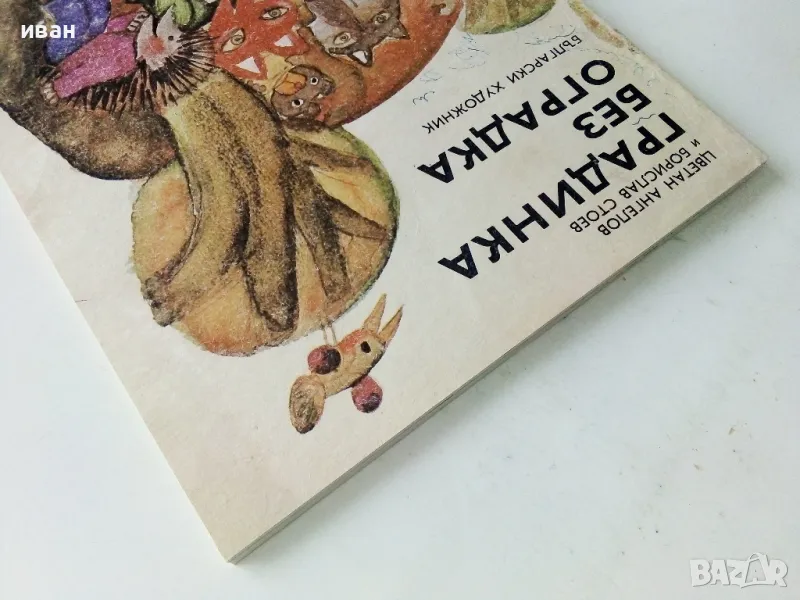 ЦВЕТАН АНГЕЛОВ
и БОРИСЛАВ СТОЕВ
ГРАДИНКА
БЕЗ
ОГРАДКА
БЪЛГАРСКИ ХУДОЖНИК
иван
BAZAR